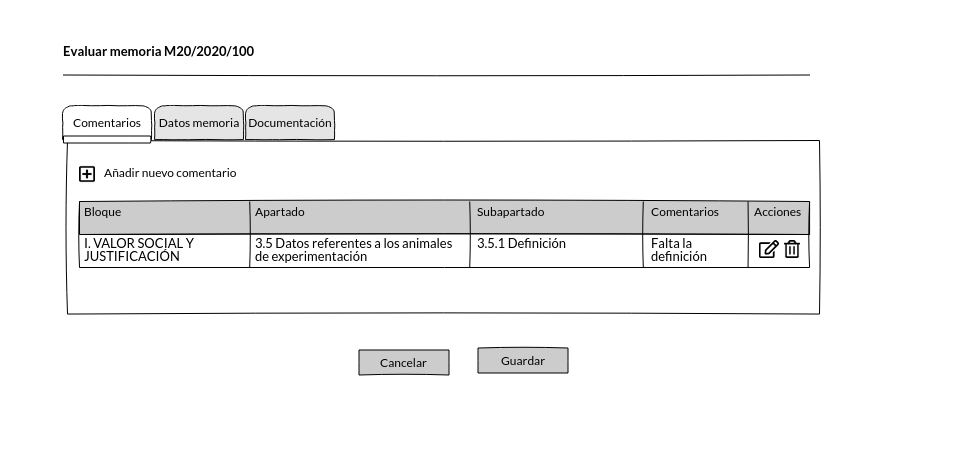 Evaluar memoria M20/2020/100
Comentarios
Datos memoria
Documentación
Añadir nuevo comentario
Bloque
Apartado
Subapartado
Comentarios
Acciones
I. VALOR SOCIAL Y
JUSTIFICACIÓN
3.5 Datos referentes a los animales
de experimentación
3.5.1 Definición
Falta la
definición
Cancelar
Guardar